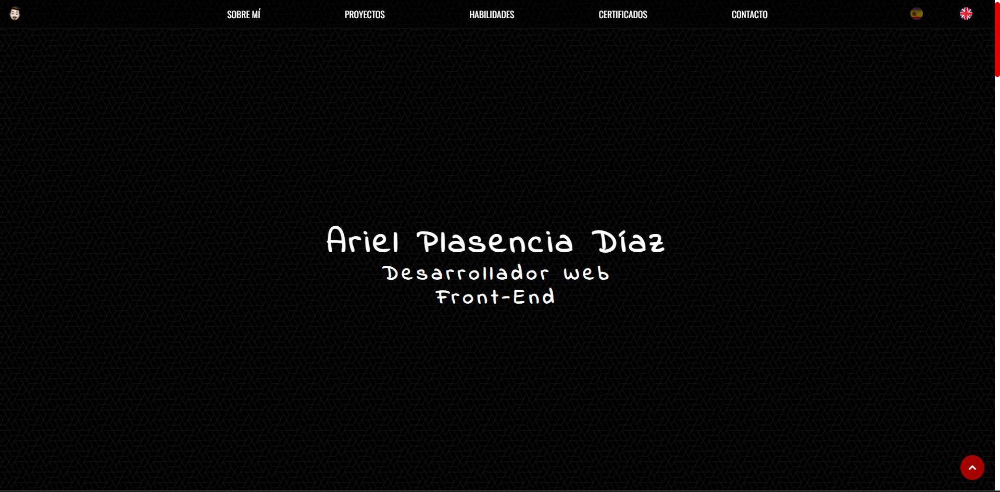 SOBRE MÍ
PROYECTOS
HABILIDADES
CERTIFICADOS
CONTACTO
Ariel Plasencia Díaz
Desarrollador web
Front-End